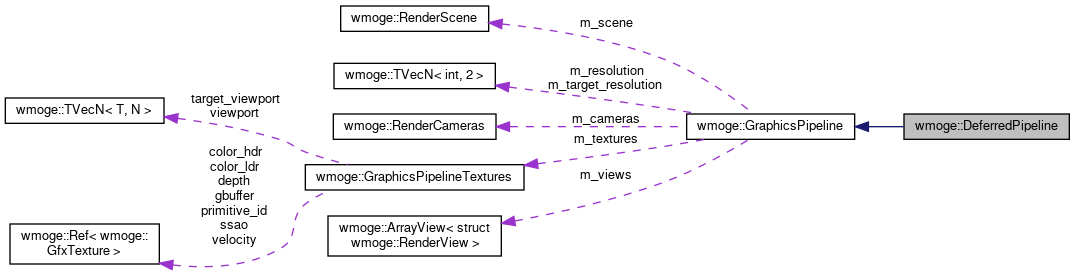 wmoge::RenderScene
m_scene
wmoge::TVecN< int, 2 >
m_resolution
m_target_resolution
target_viewport
viewport
wmoge::TVecN< T, N >
wmoge::RenderCameras
m_cameras
wmoge::GraphicsPipeline
wmoge::DeferredPipeline
m_textures
color_hdr
color_ldr
depth
gbuffer
primitive_id
ssao
velocity
wmoge::GraphicsPipelineTextures
m_views
wmoge::ArrayView< struct
wmoge::RenderView >
wmoge::Ref< wmoge::
GfxTexture >